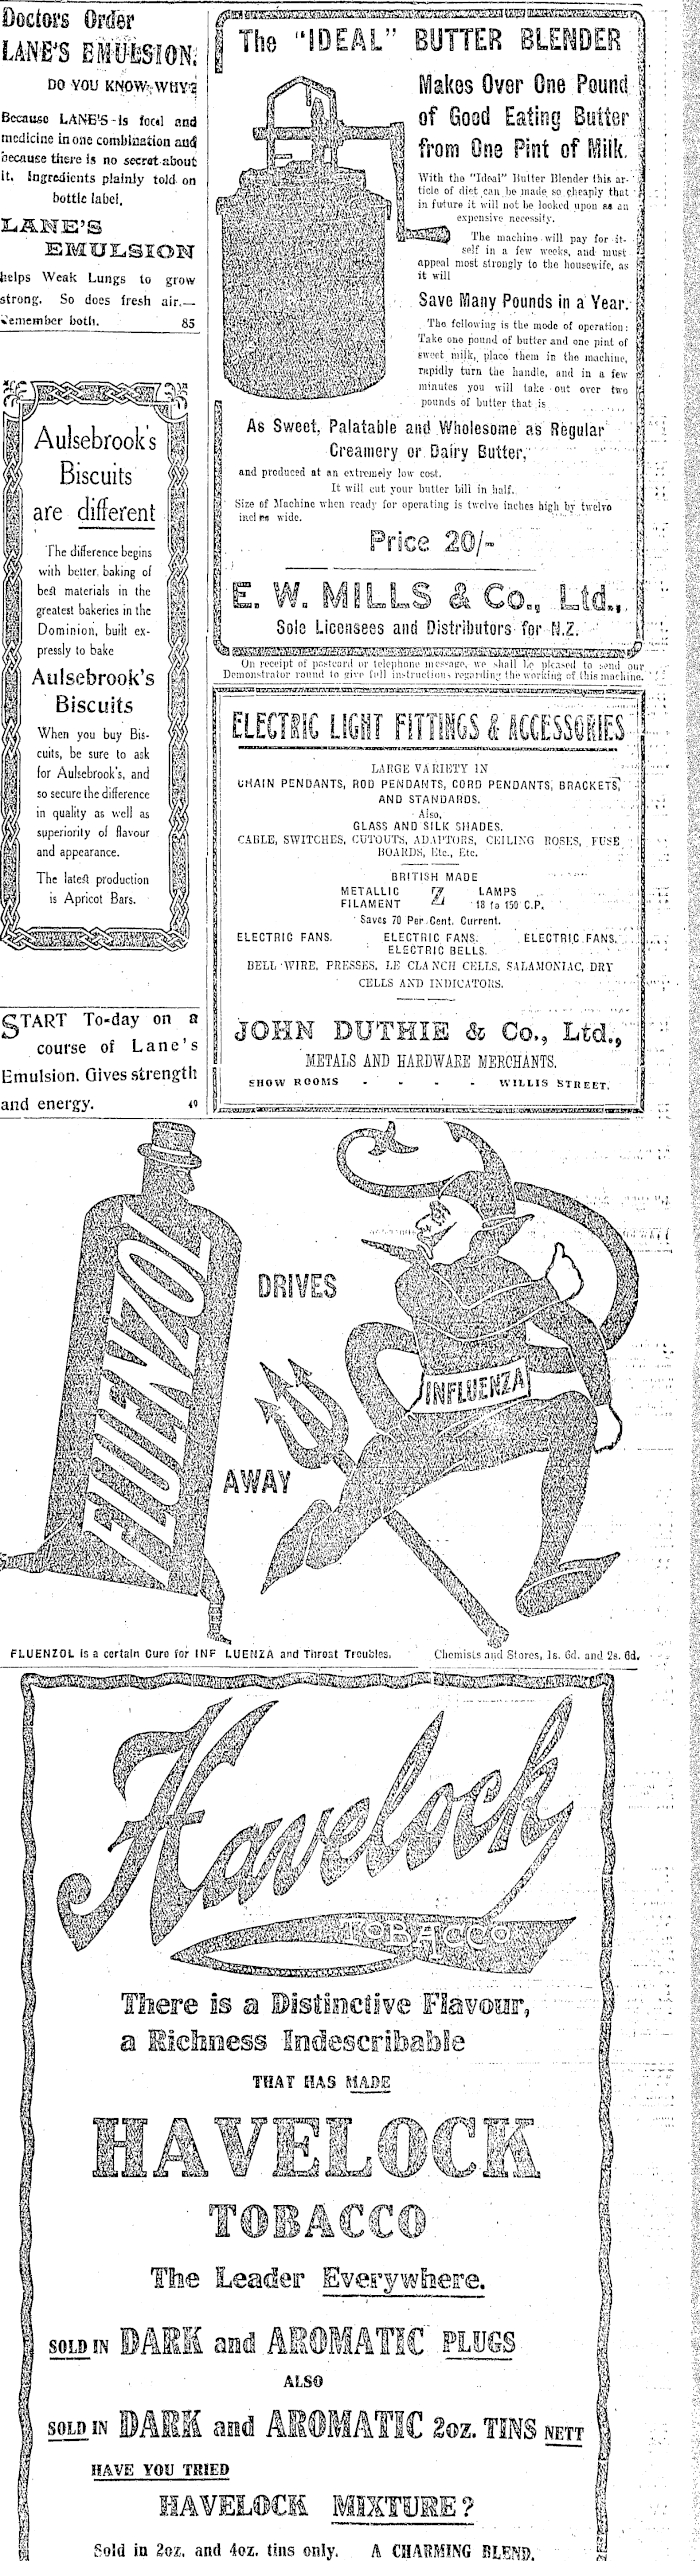 Doctors Order
LANE'S EMULSION.
DO YOU KNOW WHY?
Because LANE'S is food and
medicine in one combination and
because there is no secret about
it. Ingredients plainly told on
bottle label.
LANE'S
EMULSION
helps Weak Lungs to grow
strong. So does fresh air.—
Remember both. 85
Aulsebrook's
Biscuits
are different
The difference begins
with better baking of
best materials in the
greatest bakeries in the
Dominion, built ex-
pressly to bake
Aulsebrook's
Biscuits
When you buy Bis-
cuits, be sure to ask
for Aulsebrook's, and
so secure the difference
in quality as well as
superiority of flavour
and appearance.
The latest production
is Apricot Bars.
START To-day on a
course of Lane's
Emulsion. Gives strength
and energy. 40
The "IDEAL" BUTTER BLENDER
Makes Over One Pound
of Good Eating Butter
from One Pint of Milk.
With the "Ideal" Butter Blender this ar-
ticle of diet can be made so cheaply that
in future it will not be looked upon as an
expensive necessity.
The machine will pay for it-
self in a few weeks, and must
appeal most strongly to the housewife, as
it will
Save Many Pounds in a Year.
The following is the mode of operation:
Take one pound of butter and one pint of
sweet milk, place them in the machine,
rapidly turn the handle, and in a few
minutes you will take out over two
pounds of butter that is
As Sweet, Palatable and Wholesome as Regular
Creamery or Dairy Butter,
and produced at an extremely low cost.
It will cut your butter bill in half.
Size of Machine when ready for operating is twelve inches high by twelve
inches wide.
Price 20/-
E. W. MILLS & Co., Ltd.,
Sole Licensees and Distributors for N.Z.
On receipt of postcard or telephone message, we shall be pleased to send our
Demonstrator round to give full instructions regarding the working of this machine.
ELECTRIC LIGHT FITTINGS & ACCESSORIES
LARGE VARIETY IN
CHAIN PENDANTS, ROD PENDANTS, CORD PENDANTS, BRACKETS,
AND STANDARDS.
Also,
GLASS AND SILK SHADES.
CABLE, SWITCHES, CUTOUTS, ADAPTORS, CEILING ROSES, FUSE
BOARDS, Etc., Etc.
BRITISH MADE
METALLIC Z LAMPS
FILAMENT 18 to 150 C.P.
Saves 70 Per Cent. Current.
ELECTRIC FANS. ELECTRIC FANS. ELECTRIC FANS.
ELECTRIC BELLS.
BELL WIRE, PRESSES, LE CLANCH CELLS, SALAMONIAC, DRY
CELLS AND INDICATORS.
JOHN DUTHIE & Co., Ltd.,
METALS AND HARDWARE MERCHANTS.
SHOW ROOMS - - - - WILLIS STREET.
FLUENZOL
DRIVES
AWAY
INFLUENZA
FLUENZOL is a certain Cure for INF LUENZA and Throat Troubles. Chemists and Stores, 1s. 6d. and 2s. 6d.
Havelock
TOBACCO
There is a Distinctive Flavour,
a Richness Indescribable
THAT HAS MADE
HAVELOCK
TOBACCO
The Leader Everywhere.
SOLD IN DARK and AROMATIC PLUGS
ALSO
SOLD IN DARK and AROMATIC 2oz. TINS NETT
HAVE YOU TRIED
HAVELOCK MIXTURE?
Sold in 2oz. and 4oz. tins only. A CHARMING BLEND.